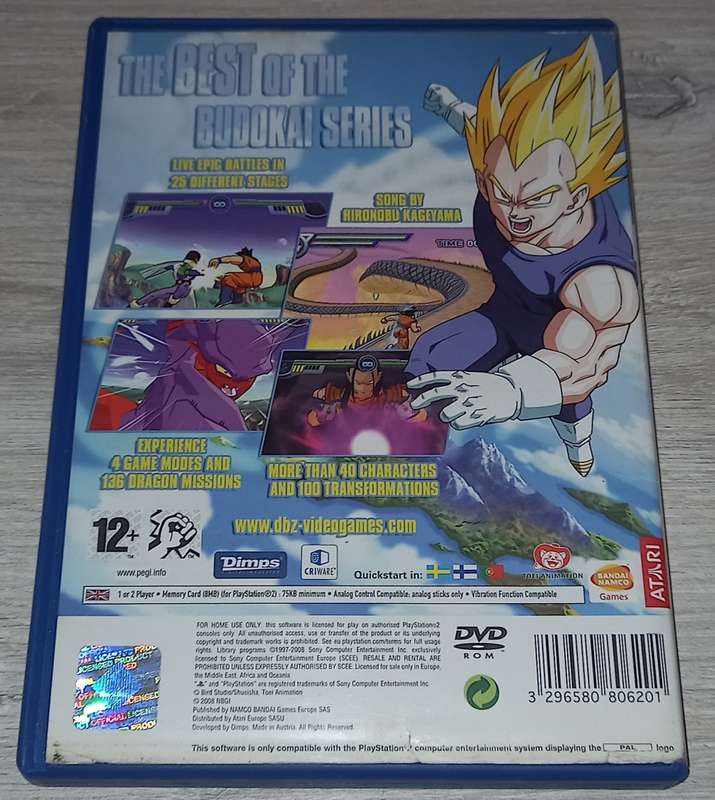 THE BEST OF THE
BUDOKAI SERIES
LIVE EPIC BATTLES IN
25 DIFFERENT STAGES
SONG BY
HIRONOBU KAGEYAMA
TIME
EXPERIENCE
4 GAME MODES AND
136 DRAGON MISSIONS
MORE THAN 40 CHARACTERS
AND 100 TRANSFORMATIONS
12+
www.pegi.info
www.dbz-videogames.com
Dimps
CRIWARE
Quickstart in:
TOEI ANIMATION
BANDAI
NAMCO
Games
ATARI
1 or 2 Player • Memory Card (8MB) (for PlayStation®2) : 75KB minimum • Analog Control Compatible: analog sticks only • Vibration Function Compatible
FOR HOME USE ONLY. this software is licensed for play on authorised PlayStation®2
consoles only. All unauthorised access, use or transfer of the product or its underlying
copyright and trademark works is prohibited. See eu.playstation.com/terms for full usage
rights. Library programs ©1997-2008 Sony Computer Entertainment Inc. exclusively
licensed to Sony Computer Entertainment Europe (SCEE). RESALE AND RENTAL ARE
PROHIBITED UNLESS EXPRESSLY AUTHORISED BY SCEE. Licensed for sale only in Europe,
the Middle East, Africa and Oceania.
and "PlayStation" are registered trademarks of Sony Computer Entertainment Inc.
© Bird Studio/Shueisha, Toei Animation
© 2008 NBGI
Published by NAMCO BANDAI Games Europe SAS
Distributed by Atari Europe SASU
Developed by Dimps. Made in Austria. All Rights Reserved.
DVD
ROM
3 296580 806201
OFFICIAL LICENSED PRODUCT
This software is only compatible with the PlayStation®2 computer entertainment system displaying the PAL logo